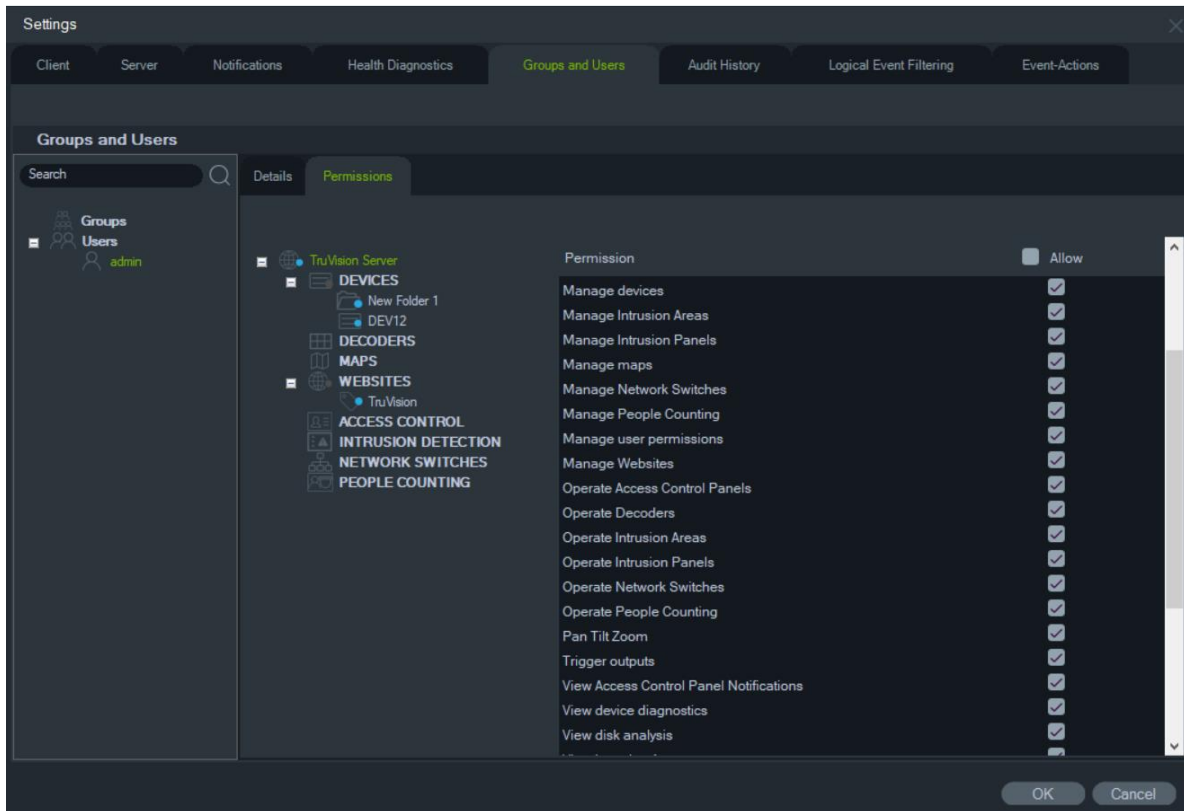 Settings
Client Server Notifications Health Diagnostics Groups and Users Audit History Logical Event Filtering Event-Actions
Groups and Users
Search
Groups
Users
admin
Details Permissions
TruVision Server
DEVICES
New Folder 1
DEV12
DECODERS
MAPS
WEBSITES
TruVision
ACCESS CONTROL
INTRUSION DETECTION
NETWORK SWITCHES
PEOPLE COUNTING
Permission Allow
Manage devices
Manage Intrusion Areas
Manage Intrusion Panels
Manage maps
Manage Network Switches
Manage People Counting
Manage user permissions
Manage Websites
Operate Access Control Panels
Operate Decoders
Operate Intrusion Areas
Operate Intrusion Panels
Operate Network Switches
Operate People Counting
Pan Tilt Zoom
Trigger outputs
View Access Control Panel Notifications
View device diagnostics
View disk analysis
OK Cancel